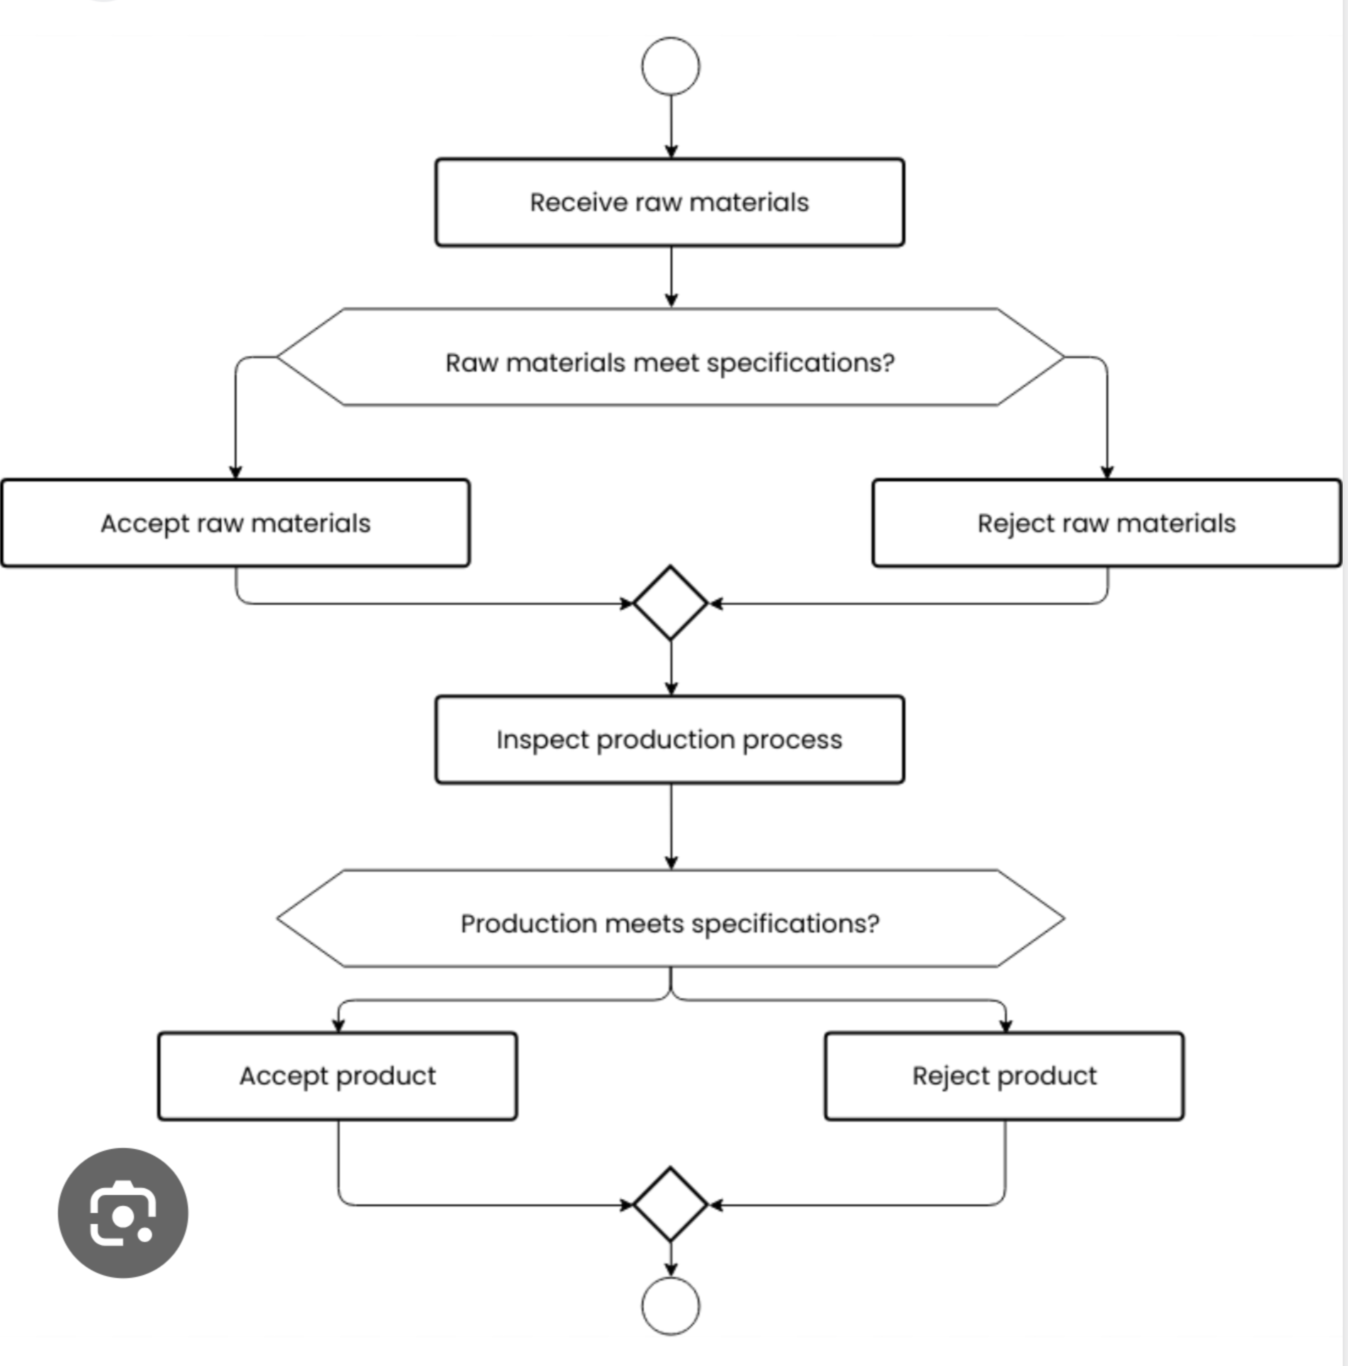 Receive raw materials
Raw materials meet specifications?
Accept raw materials
Reject raw materials
Inspect production process
Production meets specifications?
Accept product
Reject product